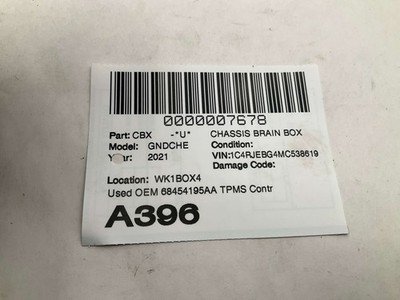 0000007678
Part: CBX -*U* CHASSIS BRAIN BOX
Model: GNDCHE Condition:
Year: 2021 VIN:1C4RJEBG4MC538619
Damage Code:
Location: WK1BOX4
Used OEM 68454195AA TPMS Contr
A396